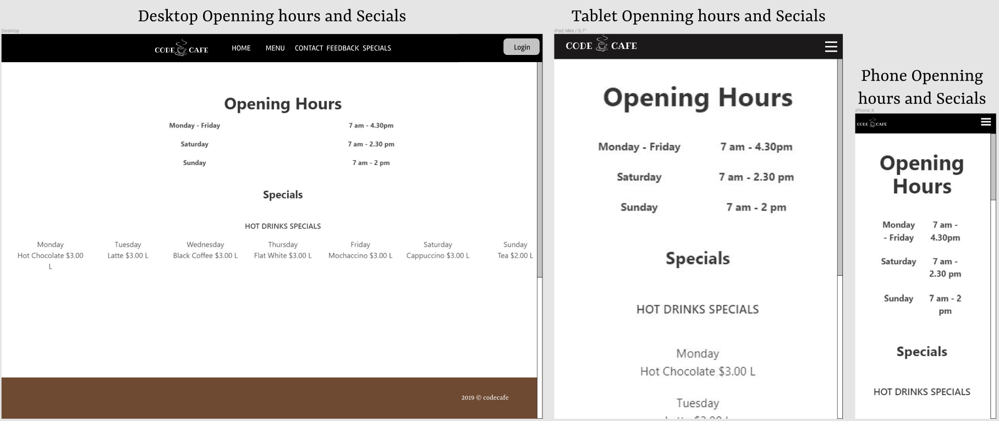 Desktop Openning hours and Secials
Desktop
CODE CAFE
HOME MENU CONTACT FEEDBACK SPECIALS
Login
Opening Hours
Monday - Friday 7 am - 4.30pm
Saturday 7 am - 2.30 pm
Sunday 7 am - 2 pm
Specials
HOT DRINKS SPECIALS
Monday Tuesday Wednesday Thursday Friday Saturday Sunday
Hot Chocolate $3.00 Latte $3.00 L Black Coffee $3.00 L Flat White $3.00 L Mochaccino $3.00 L Cappuccino $3.00 L Tea $2.00 L
L
2019 © codecafe
Tablet Openning hours and Secials
iPad Mini / 9.7"
CODE CAFE
Opening Hours
Monday - Friday 7 am - 4.30pm
Saturday 7 am - 2.30 pm
Sunday 7 am - 2 pm
Specials
HOT DRINKS SPECIALS
Monday
Hot Chocolate $3.00 L
Tuesday
Latte $3.00 L
Phone Openning
hours and Secials
iPhone X
CODE CAFE
Opening
Hours
Monday 7 am -
- Friday 4.30pm
Saturday 7 am -
2.30 pm
Sunday 7 am - 2
pm
Specials
HOT DRINKS SPECIALS